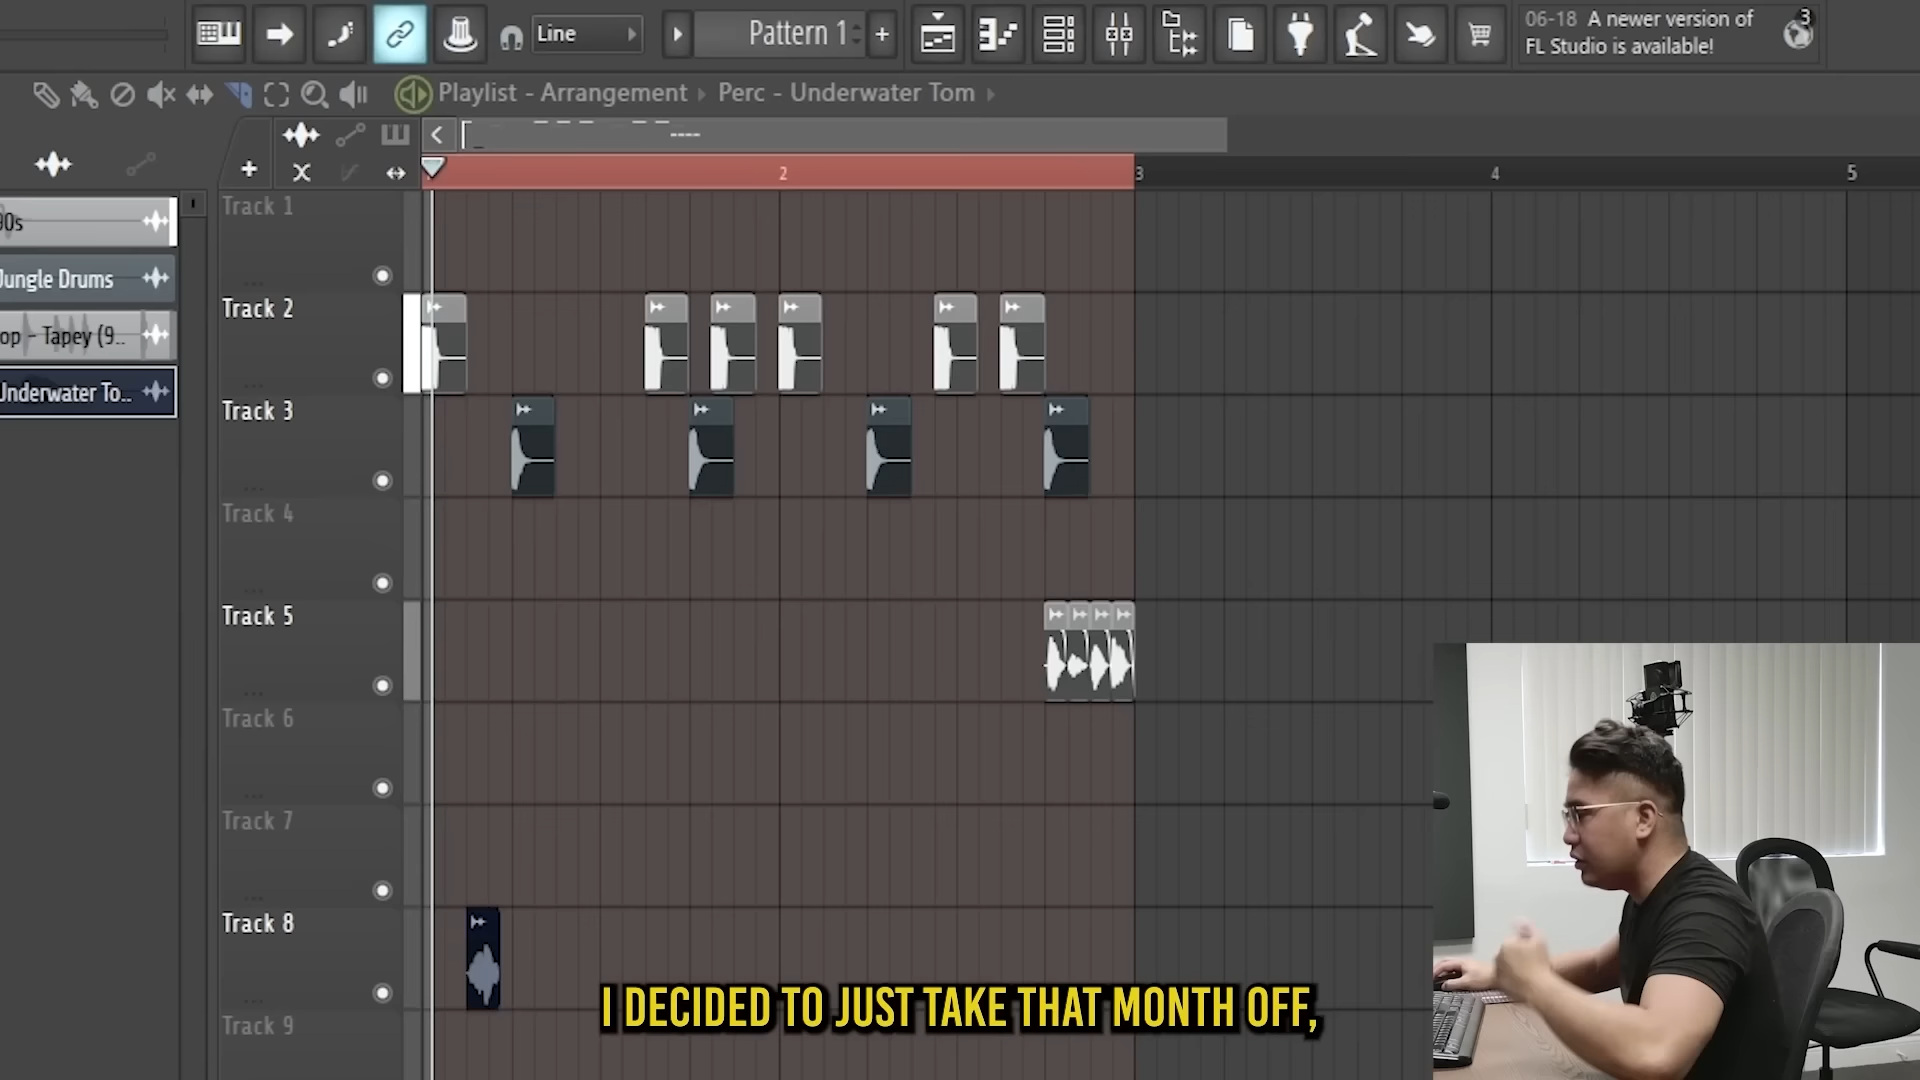 Line
Pattern 1
+
06-18 A newer version of
FL Studio is available!
3
Playlist - Arrangement
Perc - Underwater Tom
+
2
3
4
5
90s
Jungle Drums
op - Tapey (9..
Underwater To..
Track 1
Track 2
Track 3
Track 4
Track 5
Track 6
Track 7
Track 8
Track 9
I DECIDED TO JUST TAKE THAT MONTH OFF,